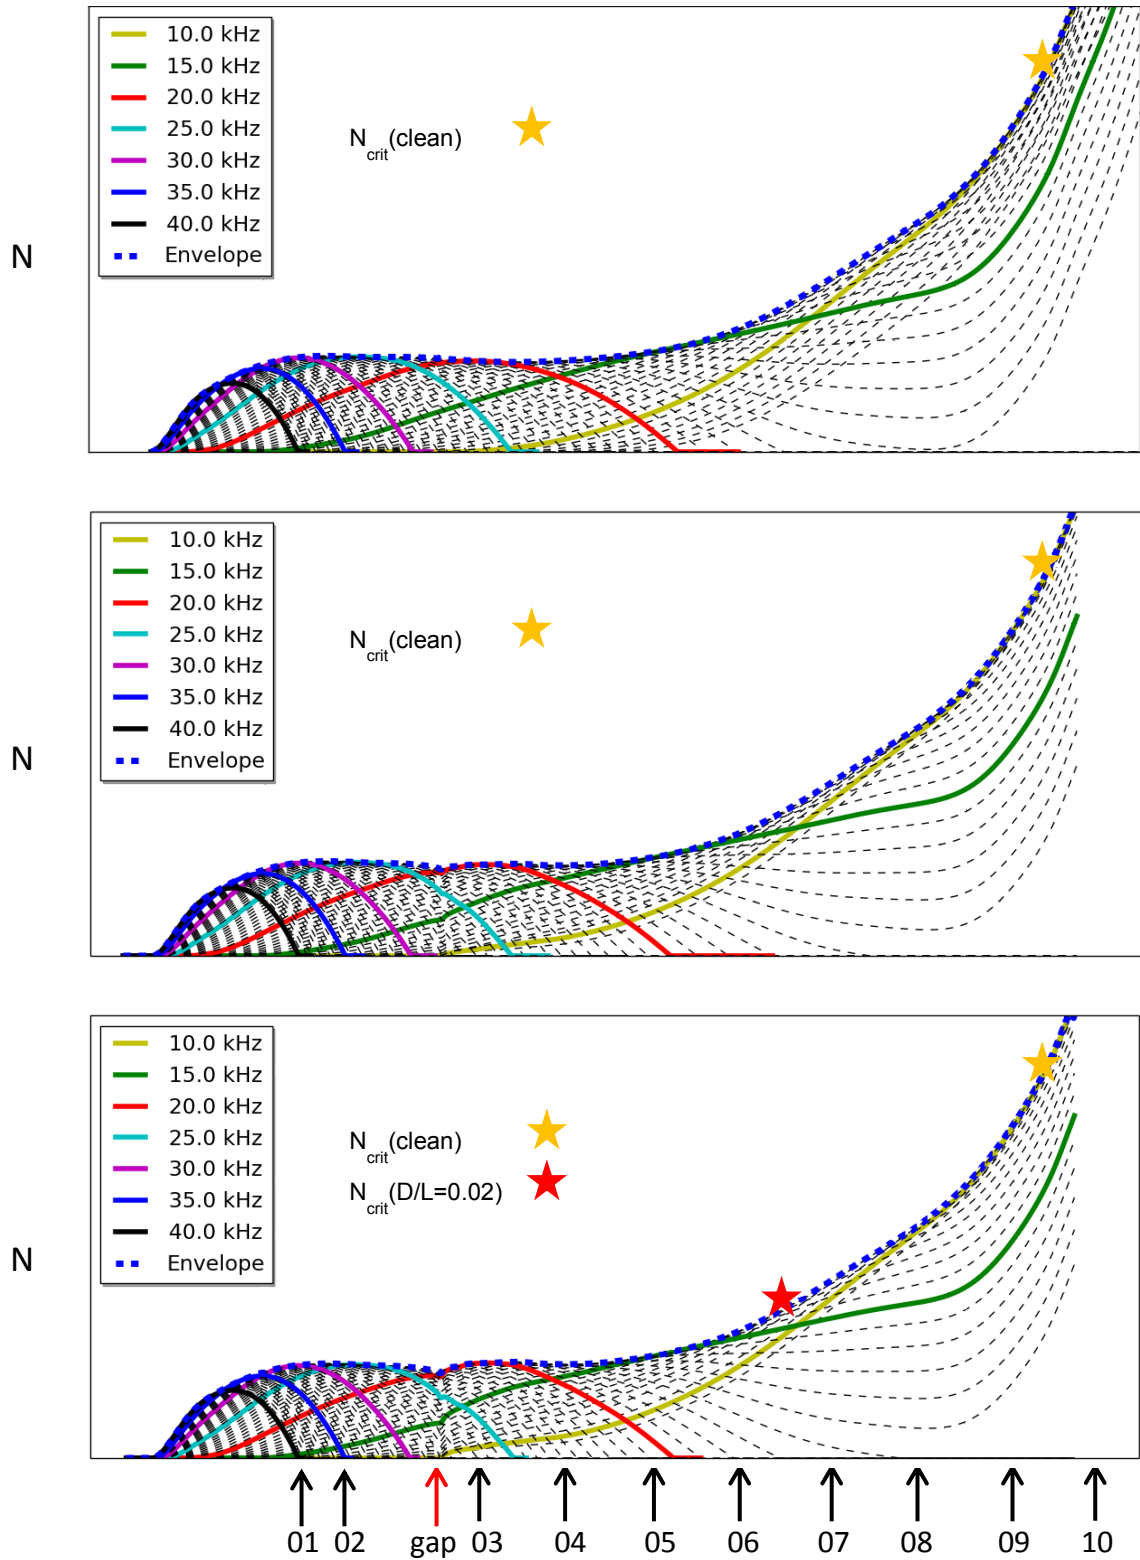 10.0 kHz
15.0 kHz
20.0 kHz
25.0 kHz
30.0 kHz
35.0 kHz
40.0 kHz
Envelope
Ncrit(clean)
N
10.0 kHz
15.0 kHz
20.0 kHz
25.0 kHz
30.0 kHz
35.0 kHz
40.0 kHz
Envelope
Ncrit(clean)
N
10.0 kHz
15.0 kHz
20.0 kHz
25.0 kHz
30.0 kHz
35.0 kHz
40.0 kHz
Envelope
Ncrit(clean)
Ncrit(D/L=0.02)
N
01 02 gap 03 04 05 06 07 08 09 10